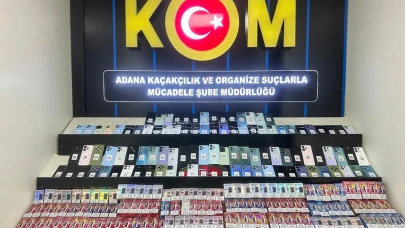 KOM
ADANA KAÇAKÇILIK VE ORGANİZE SUÇLARLA
MÜCADELE ŞUBE MÜDÜRLÜĞÜ